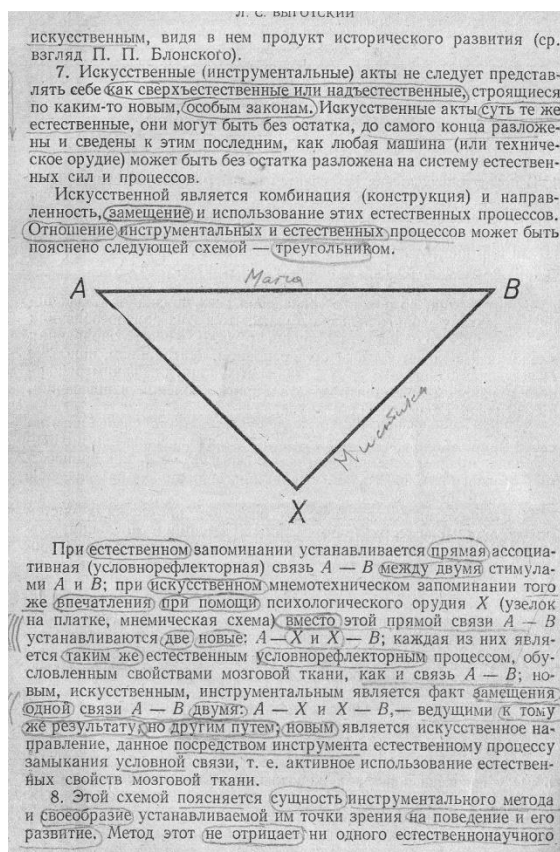 Л. С. ВЫГОТСКИЙ
искусственным, видя в нем продукт исторического развития (ср.
взгляд П. П. Блонского).
7. Искусственные (инструментальные) акты не следует представ-
лять себе как сверхъестественные или надъестественные, строящиеся
по каким-то новым, особым законам. Искусственные акты суть те же
естественные, они могут быть без остатка, до самого конца разложе-
ны и сведены к этим последним, как любая машина (или техниче-
ское орудие) может быть без остатка разложена на систему естествен-
ных сил и процессов.
Искусственной является комбинация (конструкция) и направ-
ленность, замещение и использование этих естественных процессов.
Отношение инструментальных и естественных процессов может быть
пояснено следующей схемой — треугольником.
Магия
A
B
Мистика
X
При естественном запоминании устанавливается прямая ассоциа-
тивная (условнорефлекторная) связь A — B между двумя стимула-
ми A и B; при искусственном мнемотехническом запоминании того
же впечатления при помощи психологического орудия X (узелок
на платке, мнемическая схема) вместо этой прямой связи A — B
устанавливаются две новые: A — X и X — B; каждая из них явля-
ется таким же естественным условнорефлекторным процессом, обу-
словленным свойствами мозговой ткани, как и связь A — B; но-
вым, искусственным, инструментальным является факт замещения
одной связи A — B двумя: A — X и X — B,— ведущими к тому
же результату, но другим путем; новым является искусственное на-
правление, данное посредством инструмента естественному процессу
замыкания условной связи, т. е. активное использование естествен-
ных свойств мозговой ткани.
8. Этой схемой поясняется сущность инструментального метода
и своеобразие устанавливаемой им точки зрения на поведение и его
развитие. Метод этот не отрицает ни одного естественнонаучного